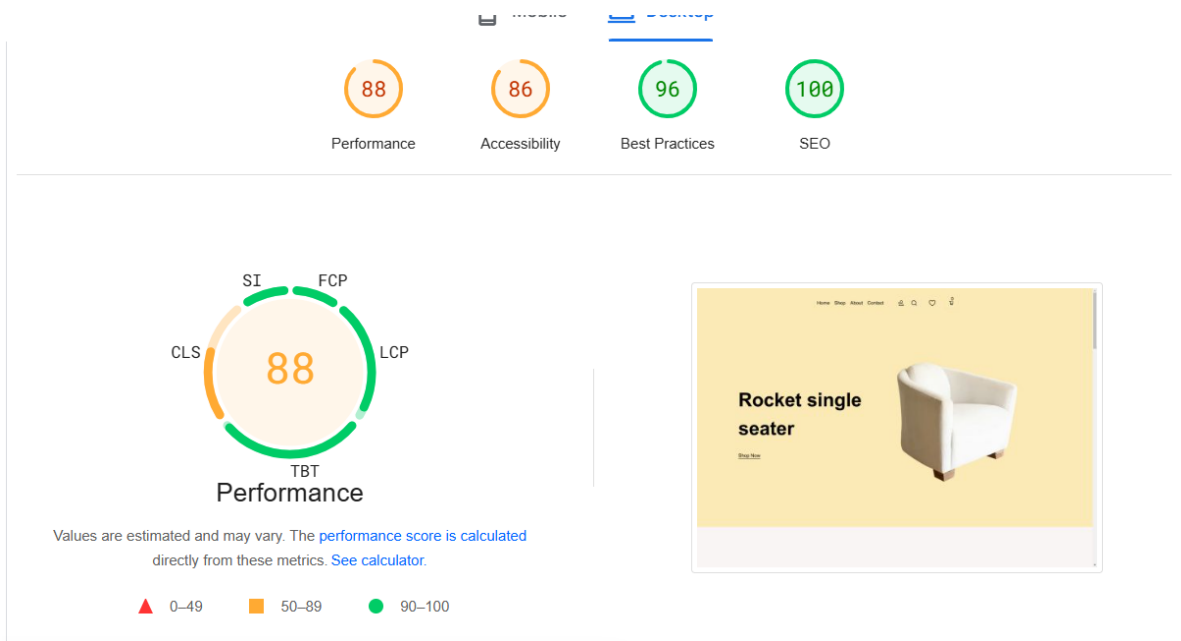 Mobile Desktop
88 86 96 100
Performance Accessibility Best Practices SEO
SI FCP
CLS LCP
88
TBT
Performance
Values are estimated and may vary. The performance score is calculated
directly from these metrics. See calculator.
0–49 50–89 90–100
Home Shop About Contact
Rocket single
seater
Shop Now